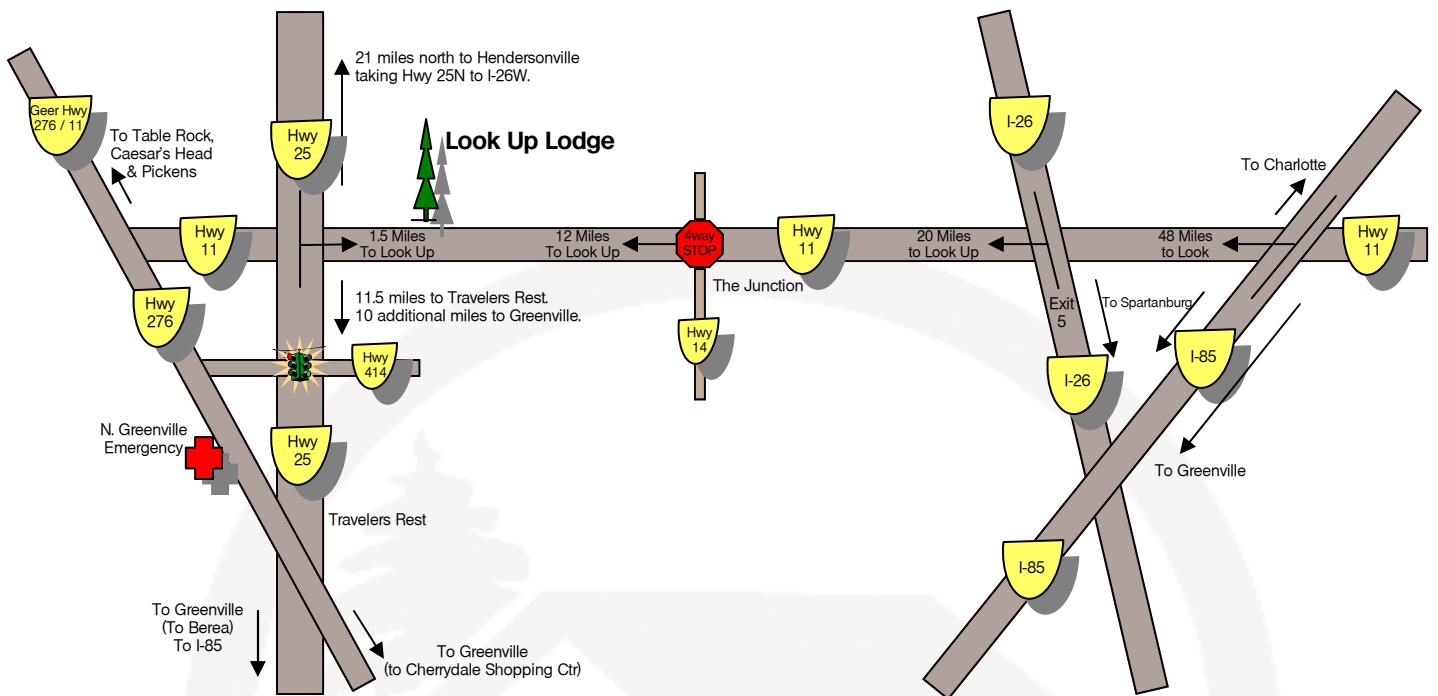 21 miles north to Hendersonville
taking Hwy 25N to I-26W.
Geer Hwy
276 / 11
Hwy
25
I-26
Look Up Lodge
To Table Rock,
Caesar's Head
& Pickens
To Charlotte
Hwy
11
1.5 Miles
To Look Up
12 Miles
To Look Up
4way
STOP
Hwy
11
20 Miles
to Look Up
48 Miles
to Look
Hwy
11
The Junction
11.5 miles to Travelers Rest.
10 additional miles to Greenville.
Hwy
276
Exit
5
To Spartanburg
Hwy
14
Hwy
414
I-85
I-26
N. Greenville
Emergency
Hwy
25
To Greenville
Travelers Rest
I-85
To Greenville
(To Berea)
To I-85
To Greenville
(to Cherrydale Shopping Ctr)